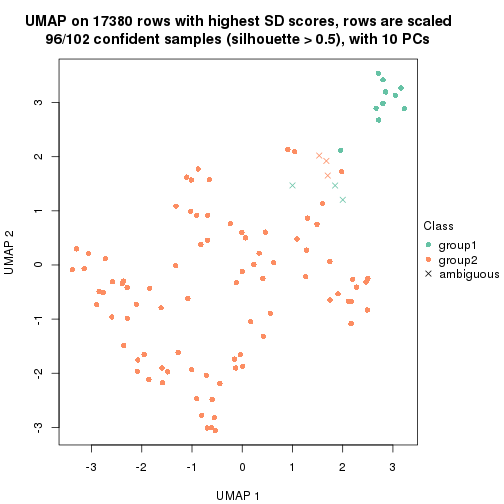 UMAP on 17380 rows with highest SD scores, rows are scaled
96/102 confident samples (silhouette > 0.5), with 10 PCs
3
2
1
0
-1
-2
-3
UMAP 2
-3 -2 -1 0 1 2 3
UMAP 1
Class
group1
group2
ambiguous